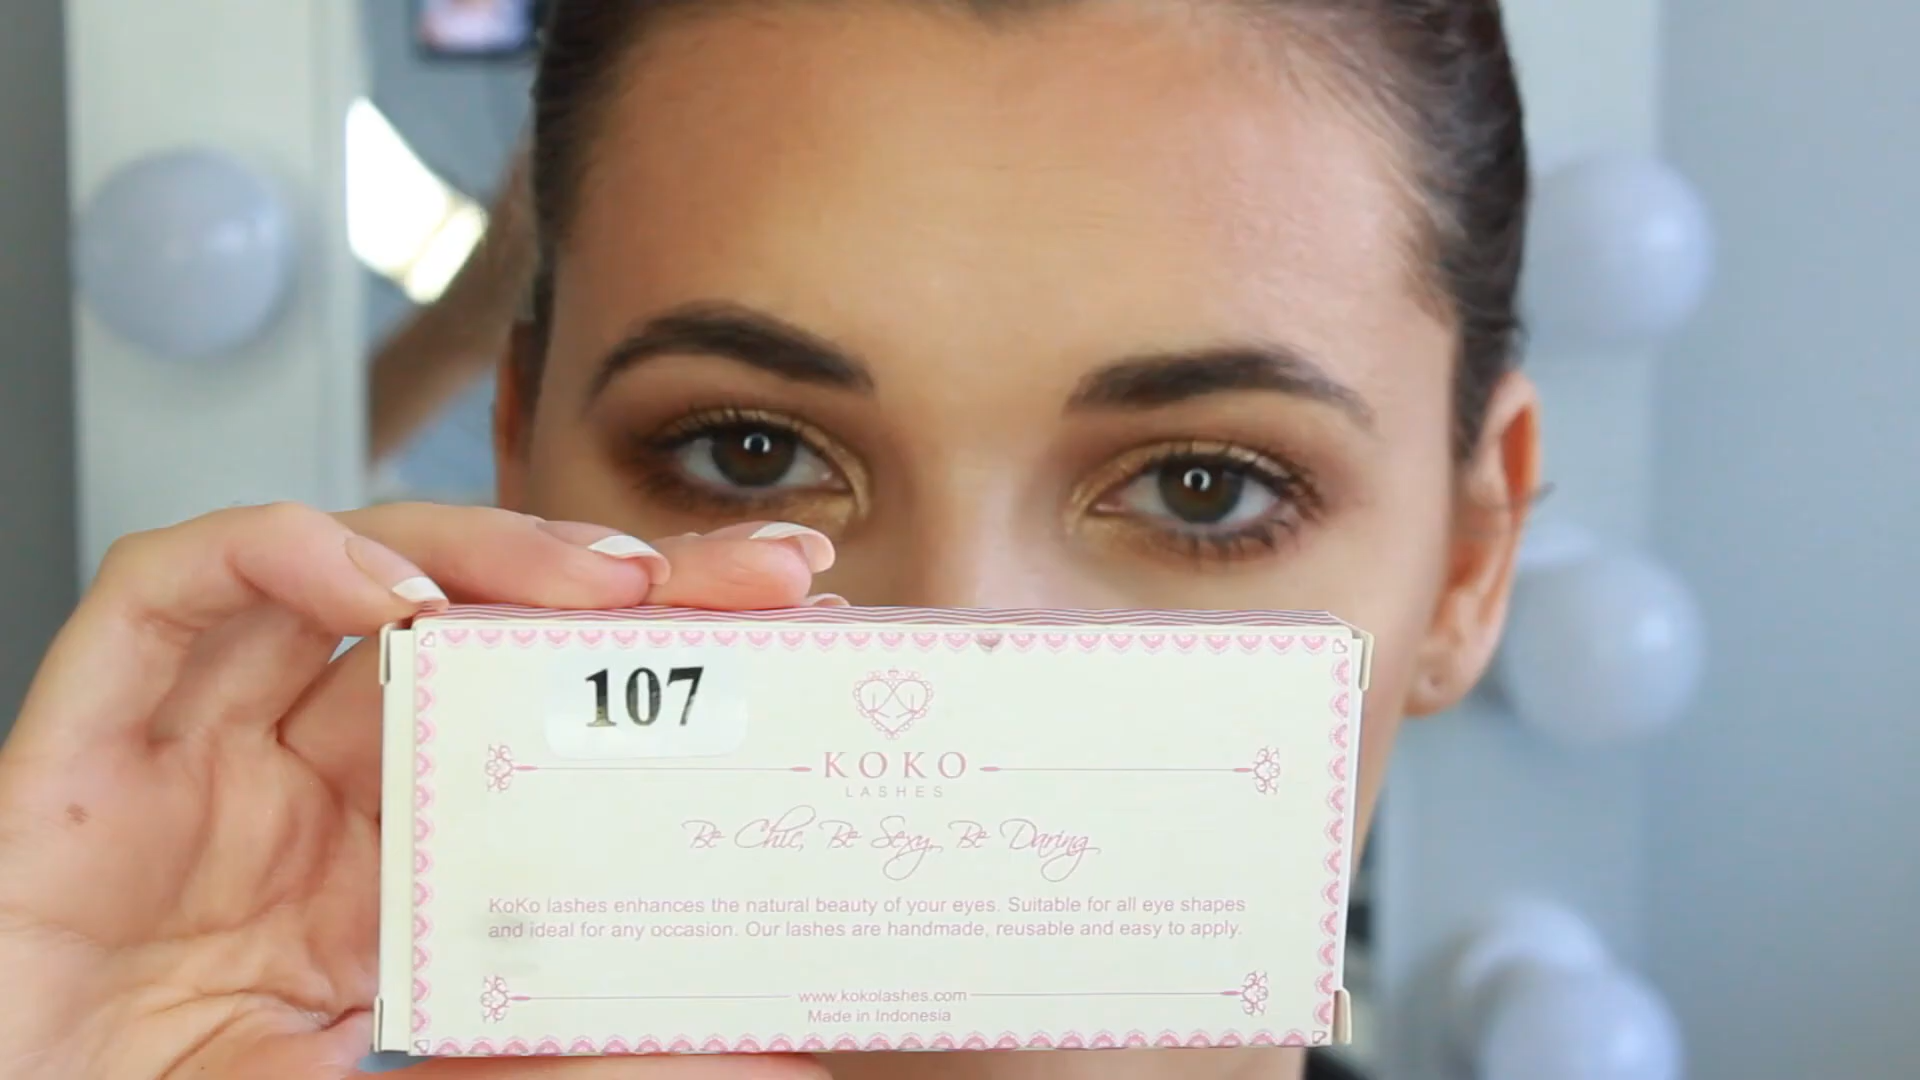 107
KOKO
LASHES
Be Chic, Be Sexy, Be Daring
KoKo lashes enhances the natural beauty of your eyes. Suitable for all eye shapes
and ideal for any occasion. Our lashes are handmade, reusable and easy to apply.
www.kokolashes.com
Made in Indonesia